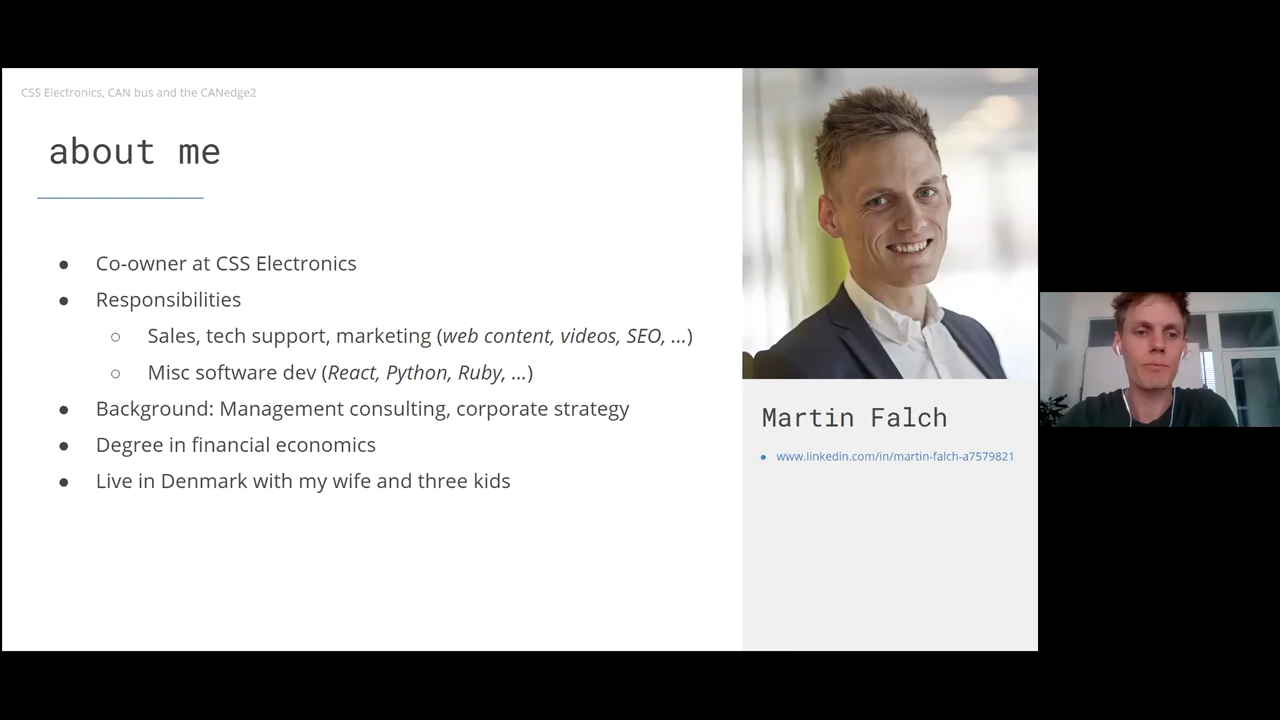 CSS Electronics, CAN bus and the CANedge2
about me
● Co-owner at CSS Electronics
● Responsibilities
○ Sales, tech support, marketing (web content, videos, SEO, ...)
○ Misc software dev (React, Python, Ruby, ...)
● Background: Management consulting, corporate strategy
● Degree in financial economics
● Live in Denmark with my wife and three kids
Martin Falch
● www.linkedin.com/in/martin-falch-a7579821